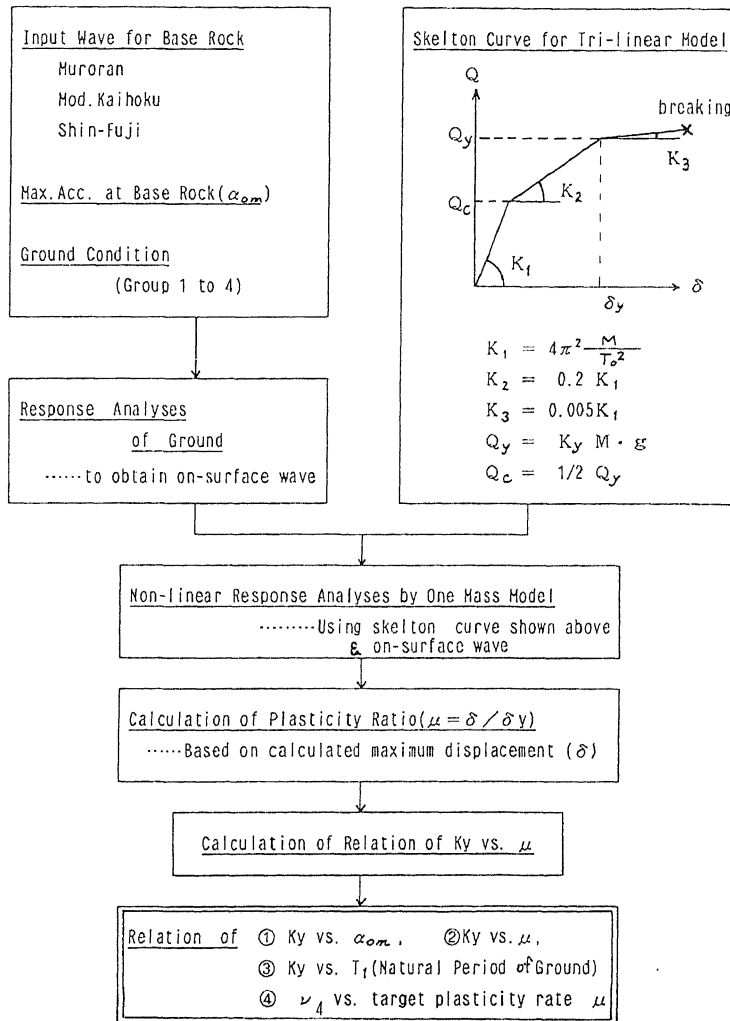 Input Wave for Base Rock
Muroran
Mod.Kaihoku
Shin-Fuji
Max.Acc. at Base Rock(αom)
Ground Condition
(Group 1 to 4)
Response Analyses
of Ground
······to obtain on-surface wave
Skelton Curve for Tri-linear Model
Q
breaking
Qy
K3
K2
Qc
K1
δ
δy
K1 = 4π² M/T₀²
K2 = 0.2 K1
K3 = 0.005K1
Qy = Ky M · g
Qc = 1/2 Qy
Non-linear Response Analyses by One Mass Model
·········Using skelton curve shown above
& on-surface wave
Calculation of Plasticity Ratio(μ=δ/δy)
······Based on calculated maximum displacement (δ)
Calculation of Relation of Ky vs. μ
Relation of ① Ky vs. αom, ②Ky vs.μ,
③ Ky vs. T1(Natural Period of Ground)
④ ν4 vs. target plasticity rate μ